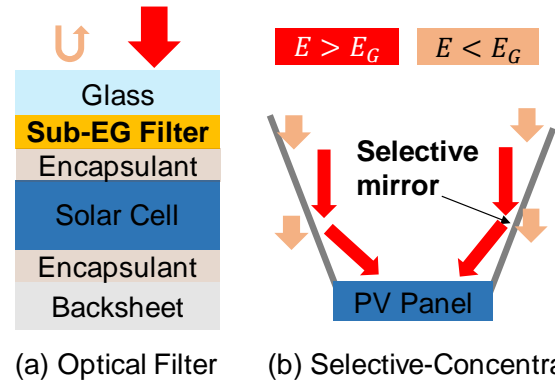 E > E_G
E < E_G
Glass
Sub-EG Filter
Encapsulant
Solar Cell
Encapsulant
Backsheet
Selective
mirror
PV Panel
(a) Optical Filter
(b) Selective-Concentra